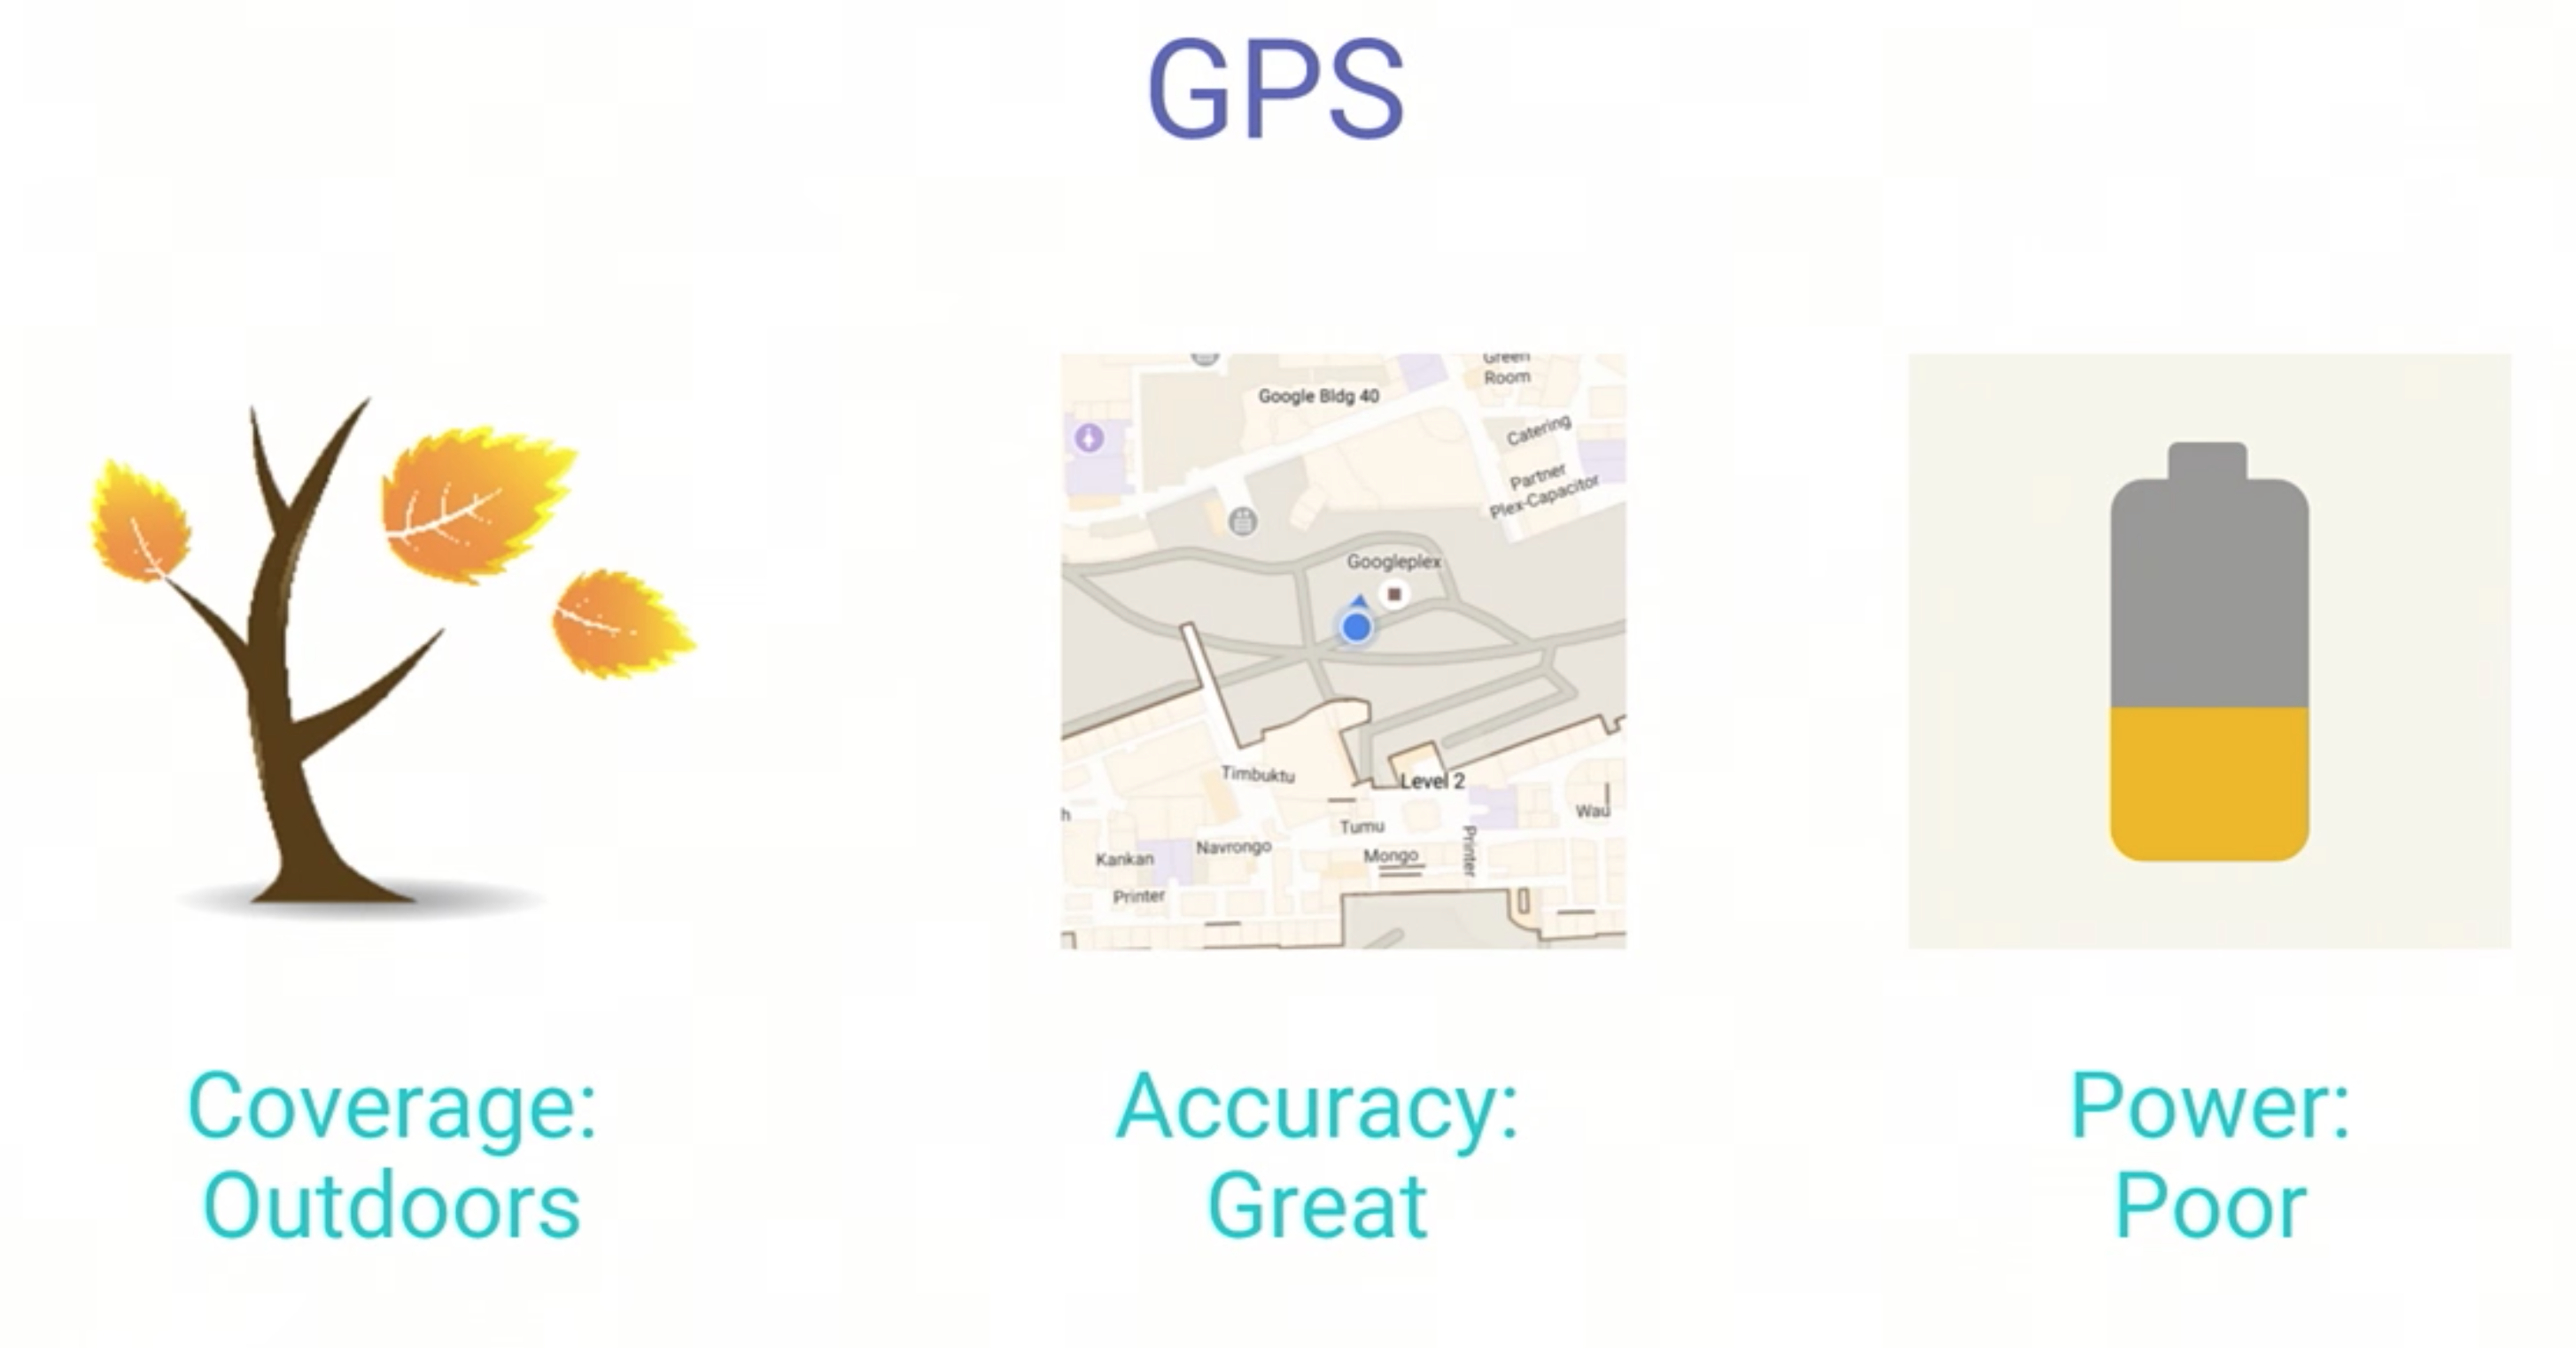 GPS
Green
Room
Google Bldg 40
Catering
Partner
Plex-Capacitor
Googleplex
Timbuktu
Level 2
h
Wau
Tumu
Printer
Navrongo
Mongo
Kankan
Printer
Coverage:
Outdoors
Accuracy:
Great
Power:
Poor